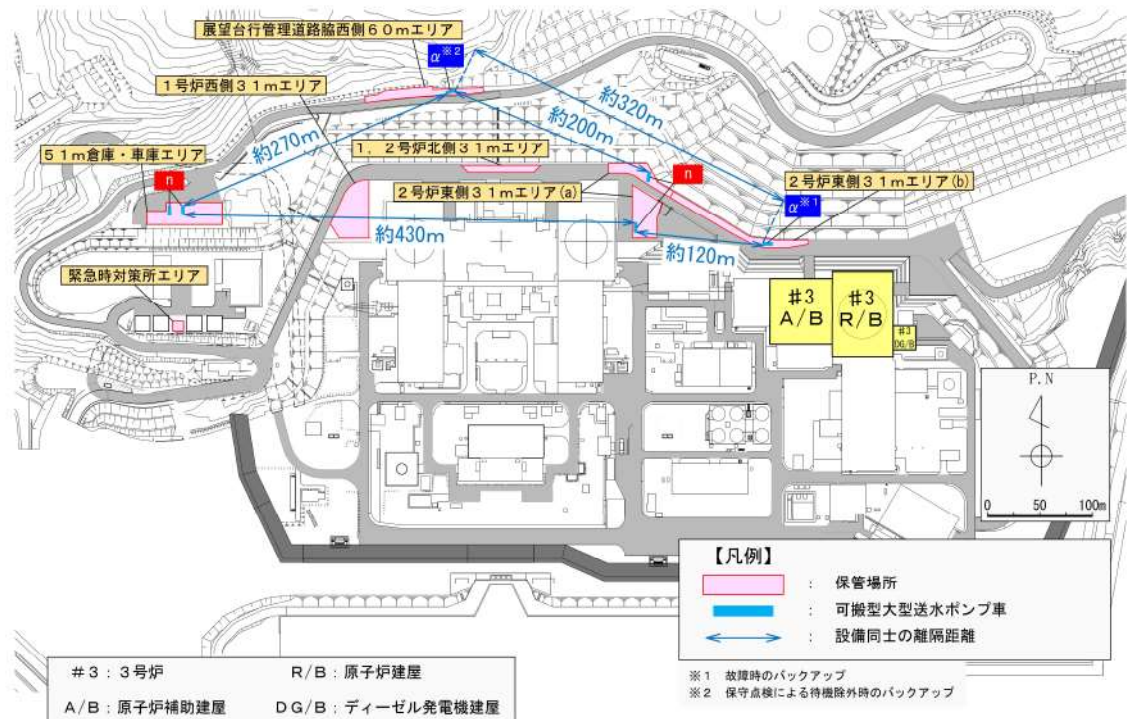 展望台行管理道路脇西側60mエリア
α※2
1号炉西側31mエリア
約320m
約200m
約270m
1,2号炉北側31mエリア
51m倉庫・車庫エリア
n
n
2号炉東側31mエリア(a)
2号炉東側31mエリア(b)
α※1
約430m
約120m
緊急時対策所エリア
#3
A/B
#3
R/B
#3
DG/B
P.N
0 50 100m
【凡例】
: 保管場所
: 可搬型大型送水ポンプ車
: 設備同士の離隔距離
#3:3号炉 R/B:原子炉建屋
A/B:原子炉補助建屋 DG/B:ディーゼル発電機建屋
※1 故障時のバックアップ
※2 保守点検による待機除外時のバックアップ